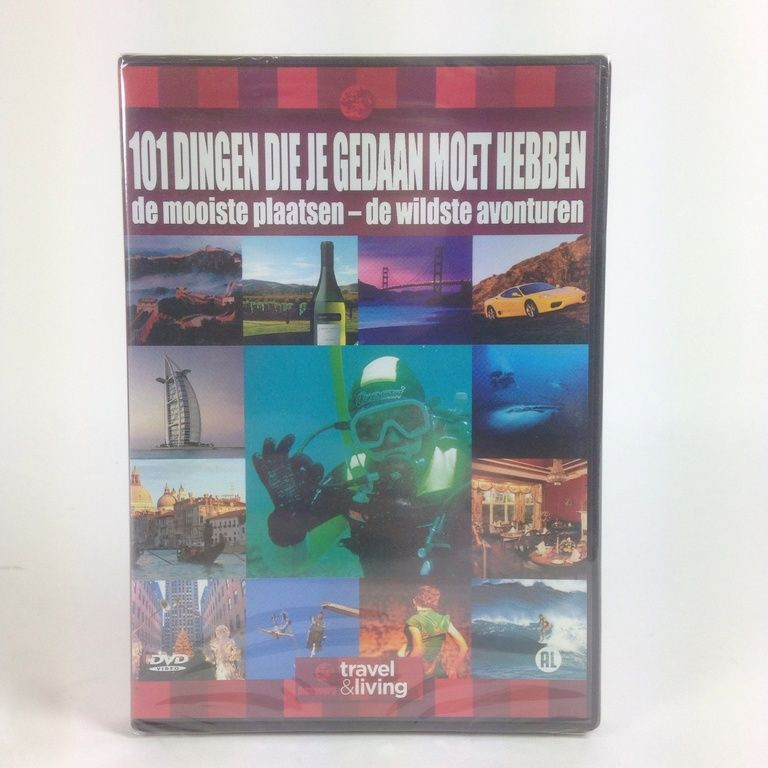 101 DINGEN DIE JE GEDAAN MOET HEBBEN
de mooiste plaatsen – de wildste avonturen
DVD
VIDEO
travel
&living
AL